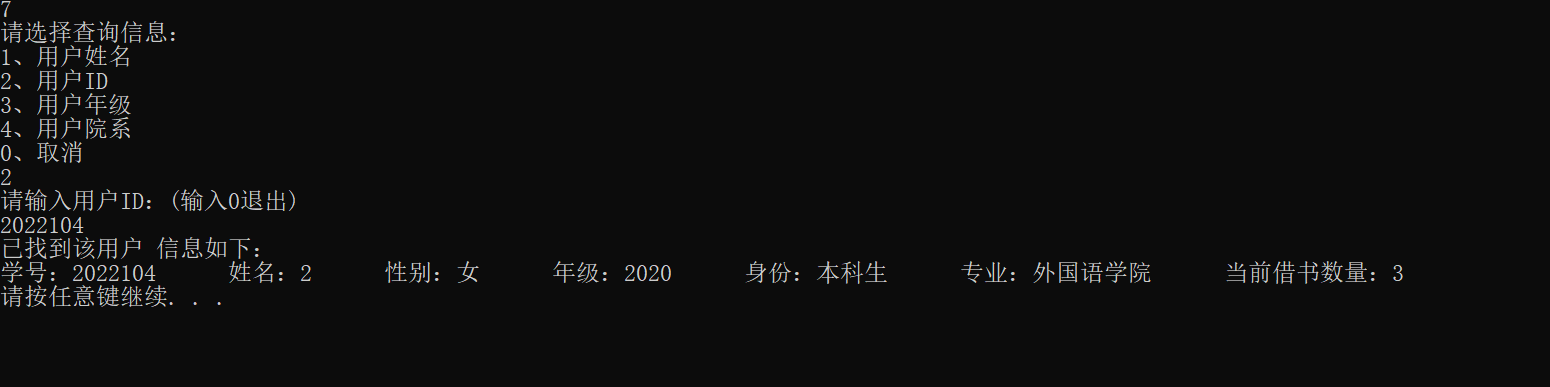 7
请选择查询信息：
1、用户姓名
2、用户ID
3、用户年级
4、用户院系
0、取消
2
请输入用户ID：(输入0退出)
2022104
已找到该用户 信息如下：
学号：2022104 姓名：2 性别：女 年级：2020 身份：本科生 专业：外国语学院 当前借书数量：3
请按任意键继续. . .